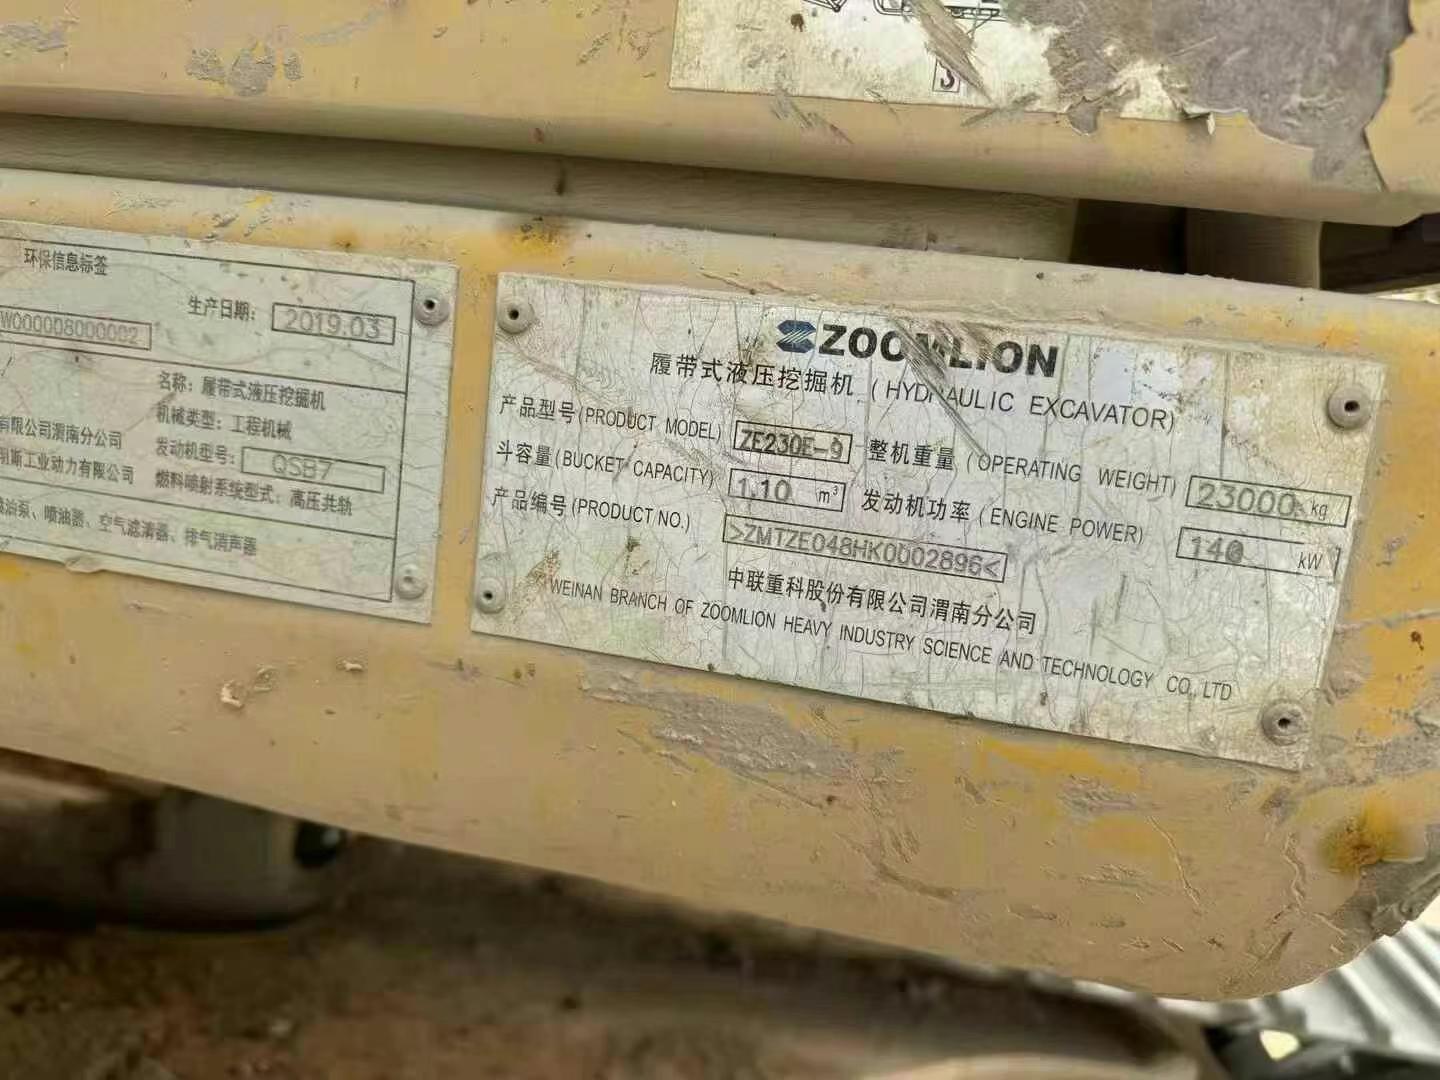 3
环保信息标签
生产日期: 2019.03
W000008000002
名称: 履带式液压挖掘机
机械类型: 工程机械
有限公司渭南分公司
发动机型号: QSB7
斯工业动力有限公司
燃料喷射系统型式: 高压共轨
油泵、喷油器、空气滤清器、排气消声器
ZOOMLION
履带式液压挖掘机 (HYDRAULIC EXCAVATOR)
产品型号(PRODUCT MODEL) ZE230E-9 整机重量 (OPERATING WEIGHT) 23000 kg
斗容量(BUCKET CAPACITY) 1.10 m³ 发动机功率 (ENGINE POWER) 140 kW
产品编号(PRODUCT NO.) >ZMTZE048HK0002896<
中联重科股份有限公司渭南分公司
WEINAN BRANCH OF ZOOMLION HEAVY INDUSTRY SCIENCE AND TECHNOLOGY CO., LTD